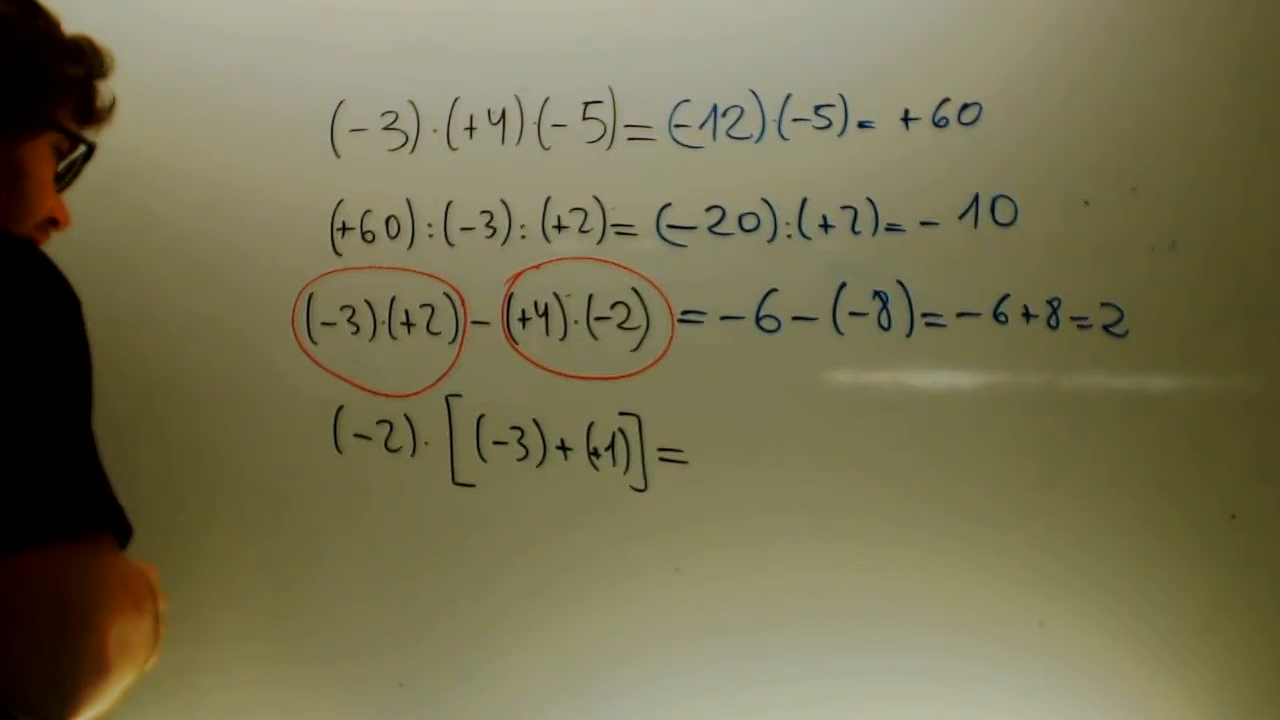 (-3)·(+4)·(-5)=(-12)·(-5)= +60
(+60):(-3):(+2)=(-20):(+2)= -10
(-3)·(+2)-(+4)·(-2)=-6-(-8)=-6+8=2
(-2)·[(-3)+(+1)]=